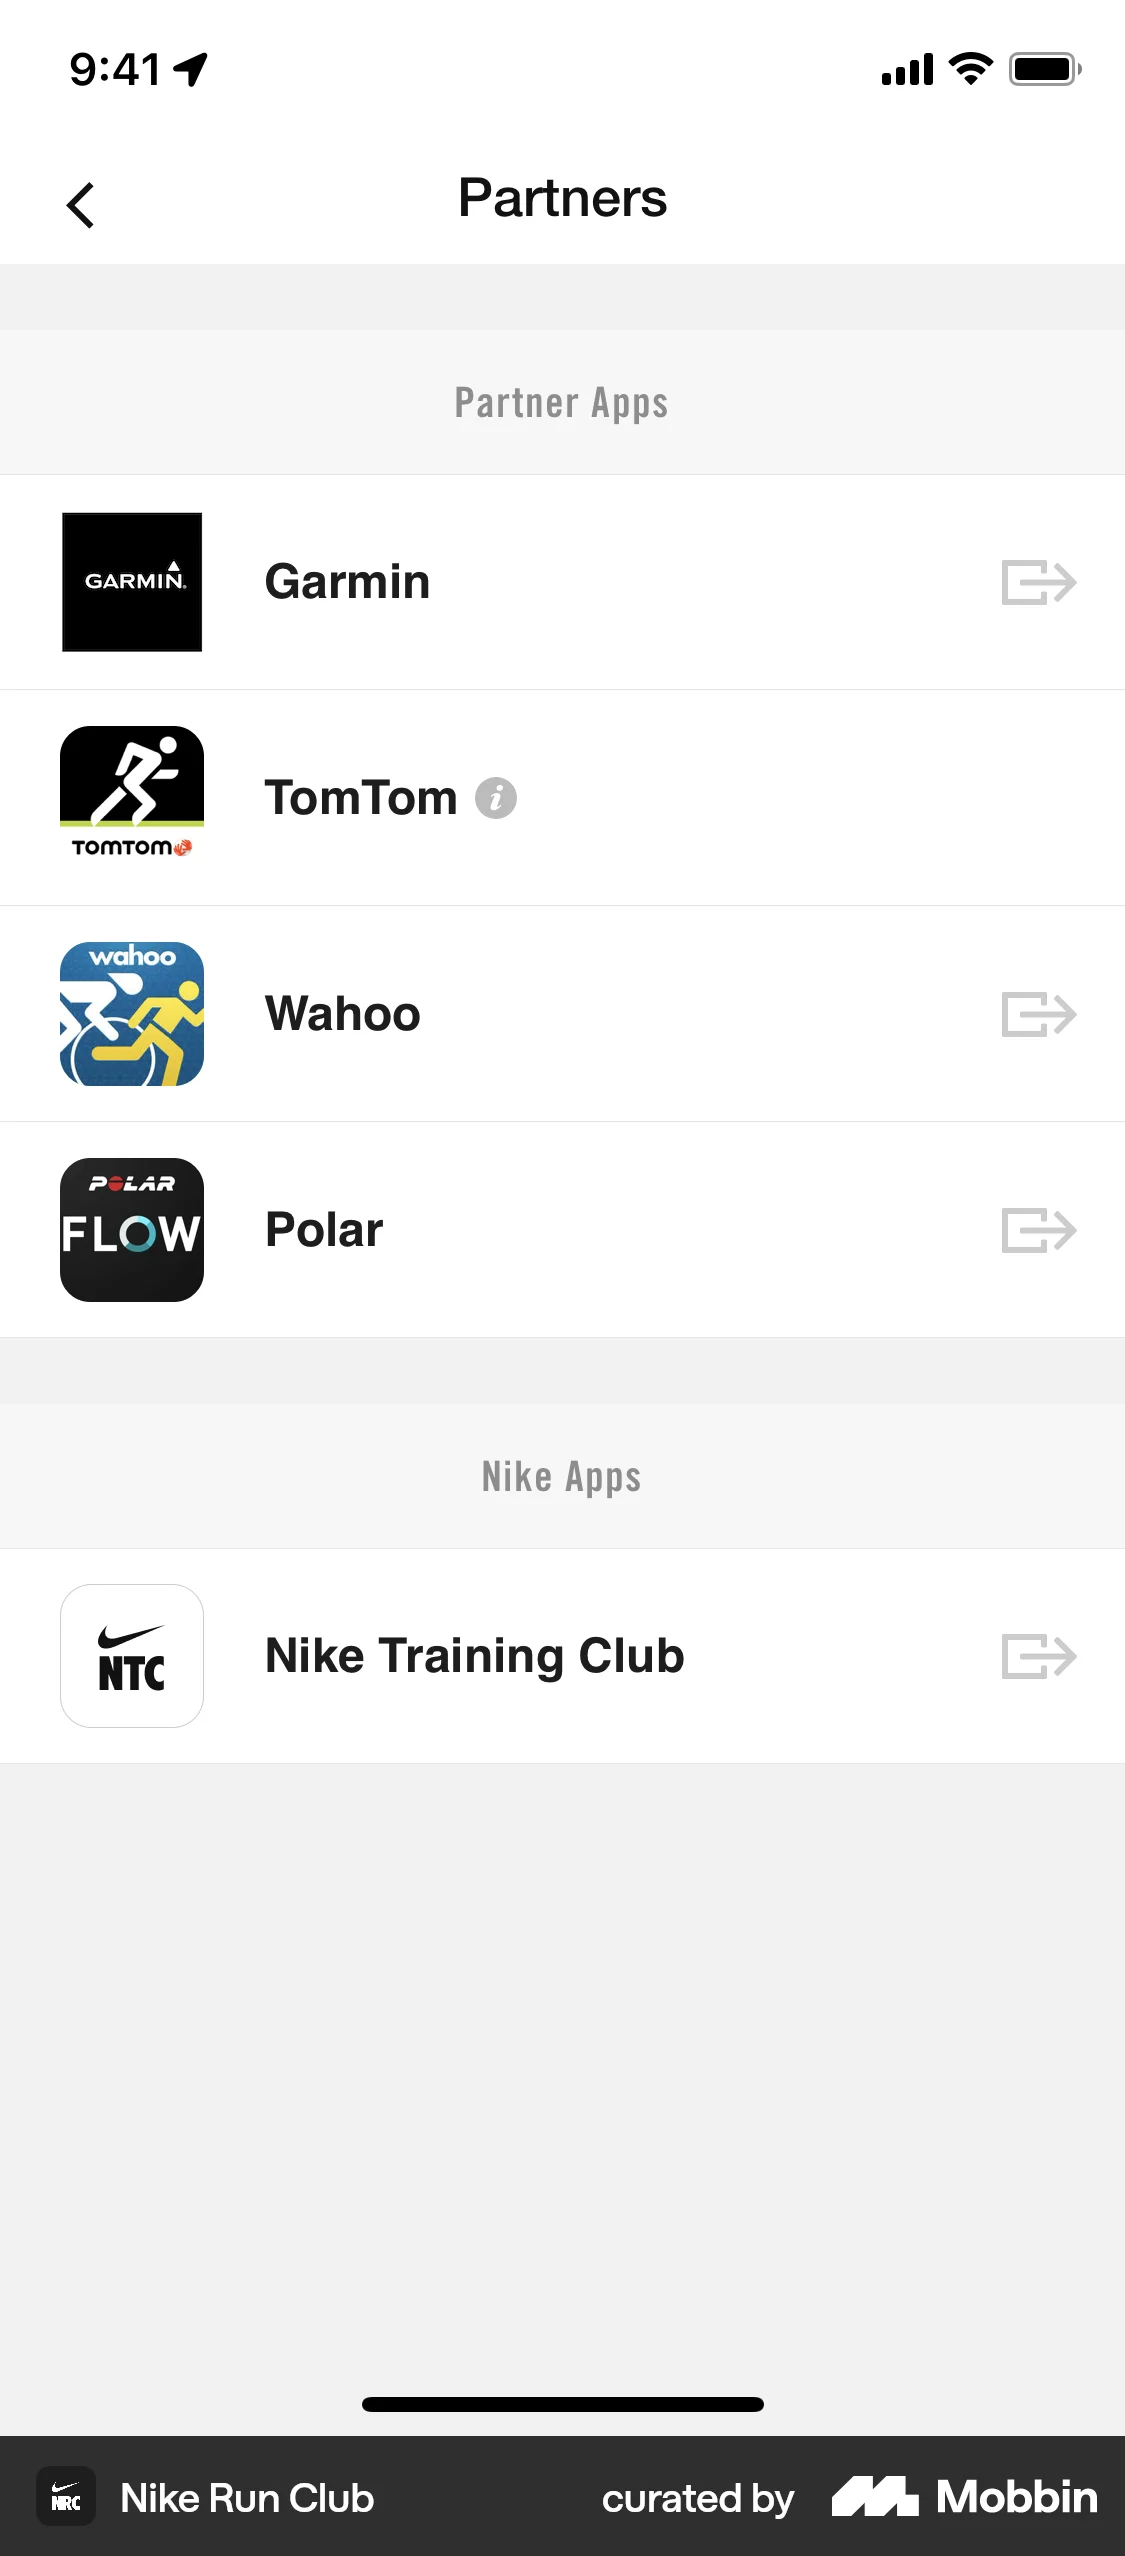 9:41
Partners
Partner Apps
GARMIN
Garmin
TOMTOM
TomTom i
wahoo
Wahoo
POLAR
FLOW
Polar
Nike Apps
NTC
Nike Training Club
NRC
Nike Run Club
curated by
Mobbin